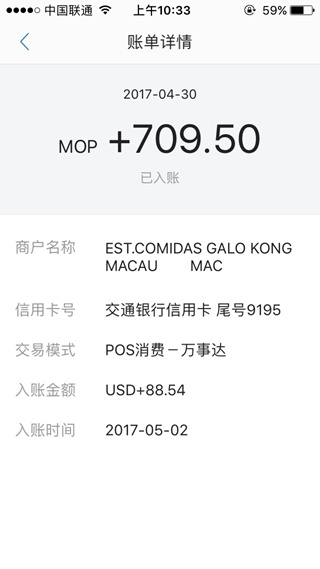 中国联通 上午10:33 59%
账单详情
2017-04-30
MOP +709.50
已入账
商户名称 EST.COMIDAS GALO KONG
MACAU MAC
信用卡号 交通银行信用卡 尾号9195
交易模式 POS消费－万事达
入账金额 USD+88.54
入账时间 2017-05-02